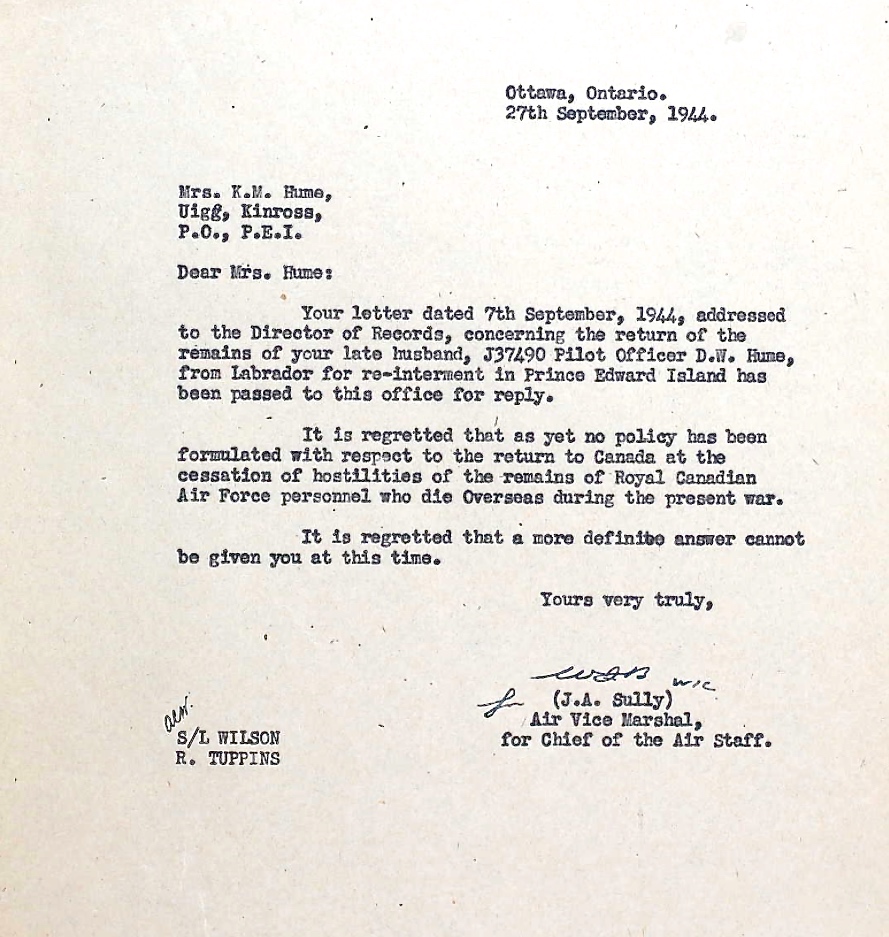 Ottawa, Ontario.
27th September, 1944.
Mrs. K.M. Hume,
Uigg, Kinross,
P.O., P.E.I.
Dear Mrs. Hume:
Your letter dated 7th September, 1944, addressed
to the Director of Records, concerning the return of the
remains of your late husband, J37490 Pilot Officer D.W. Hume,
from Labrador for re-interment in Prince Edward Island has
been passed to this office for reply.
It is regretted that as yet no policy has been
formulated with respect to the return to Canada at the
cessation of hostilities of the remains of Royal Canadian
Air Force personnel who die Overseas during the present war.
It is regretted that a more definite answer cannot
be given you at this time.
Yours very truly,
W/C
for (J.A. Sully)
Air Vice Marshal,
for Chief of the Air Staff.
S/L WILSON
R. TUPPINS